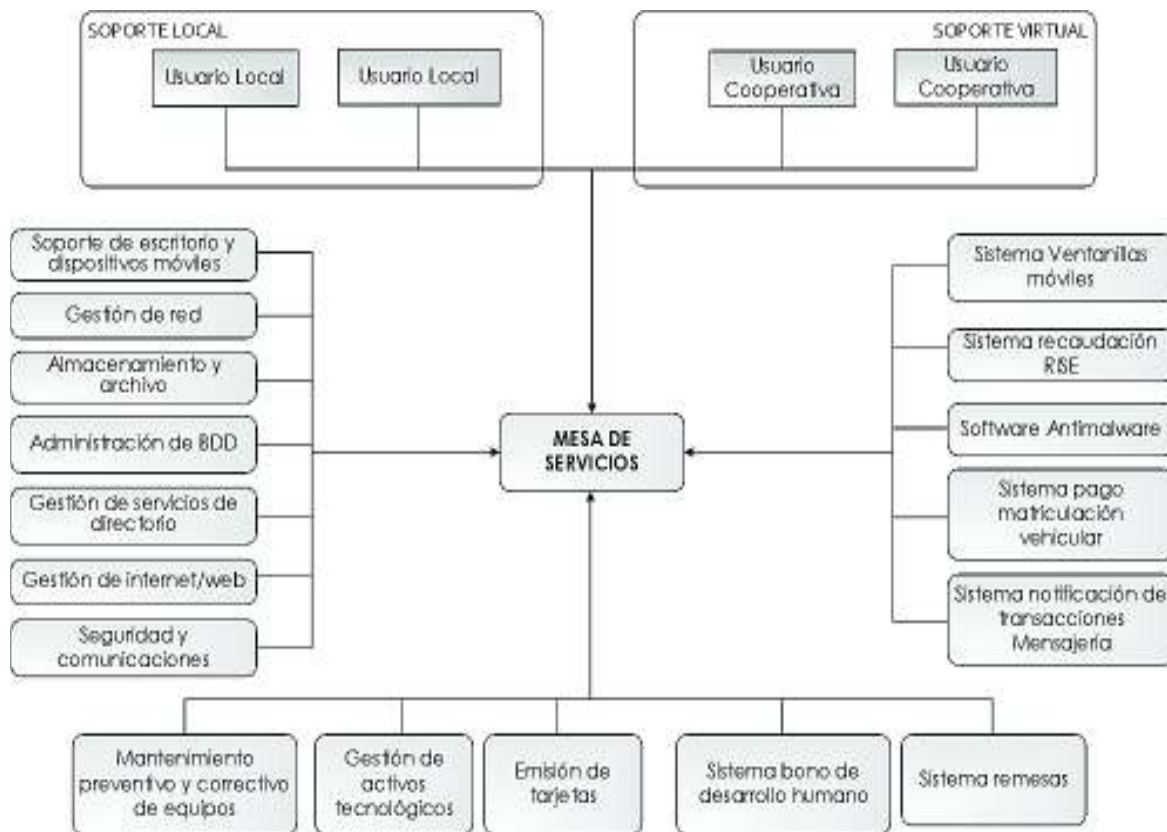 SOPORTE LOCAL
SOPORTE VIRTUAL
Usuario Local
Usuario Local
Usuario
Cooperativa
Usuario
Cooperativa
Soporte de escritorio y
dispositivos móviles
Gestión de red
Almacenamiento y
archivo
Administración de BDD
Gestión de servicios de
directorio
Gestión de internet/web
Seguridad y
comunicaciones
MESA DE
SERVICIOS
Sistema Ventanillas
móviles
Sistema recaudación
RISE
Software Antimalware
Sistema pago
matriculación
vehicular
Sistema notificación de
transacciones
Mensajería
Mantenimiento
preventivo y correctivo
de equipos
Gestión de
activos
tecnológicos
Emisión de
tarjetas
Sistema bono de
desarrollo humano
Sistema remesas